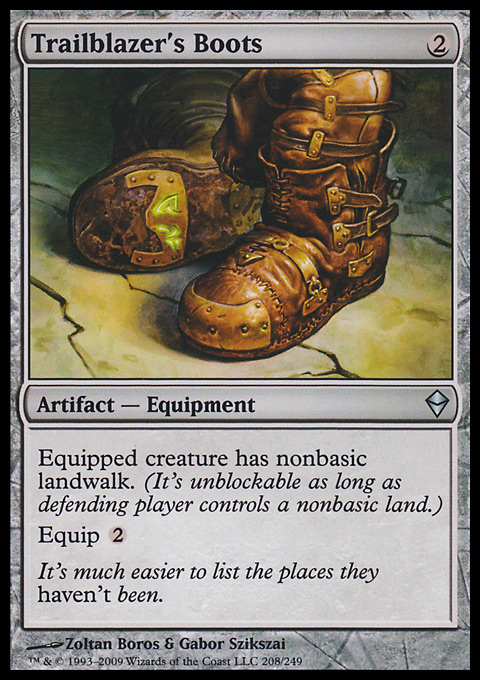 Trailblazer's Boots 2
Artifact — Equipment
Equipped creature has nonbasic
landwalk. (It's unblockable as long as
defending player controls a nonbasic land.)
Equip 2
It's much easier to list the places they
haven't been.
Zoltan Boros & Gabor Szikszai
™ & © 1993–2009 Wizards of the Coast LLC 208/249